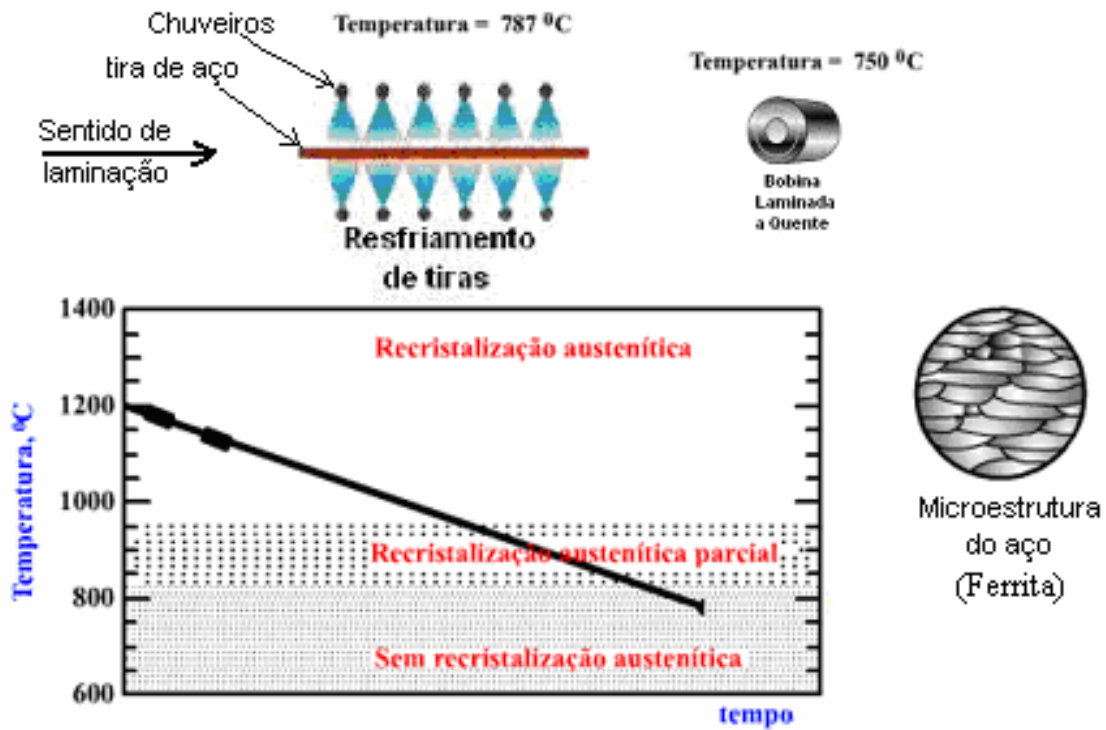 Chuveiros
Temperatura = 787 ⁰C
tira de aço
Temperatura = 750 ⁰C
Sentido de
laminação
Bobina
Laminada
a Quente
Resfriamento
de tiras
1400
1200
1000
800
600
Temperatura, ⁰C
Recristalização austenítica
Recristalização austenítica parcial
Sem recristalização austenítica
tempo
Microestrutura
do aço
(Ferrita)